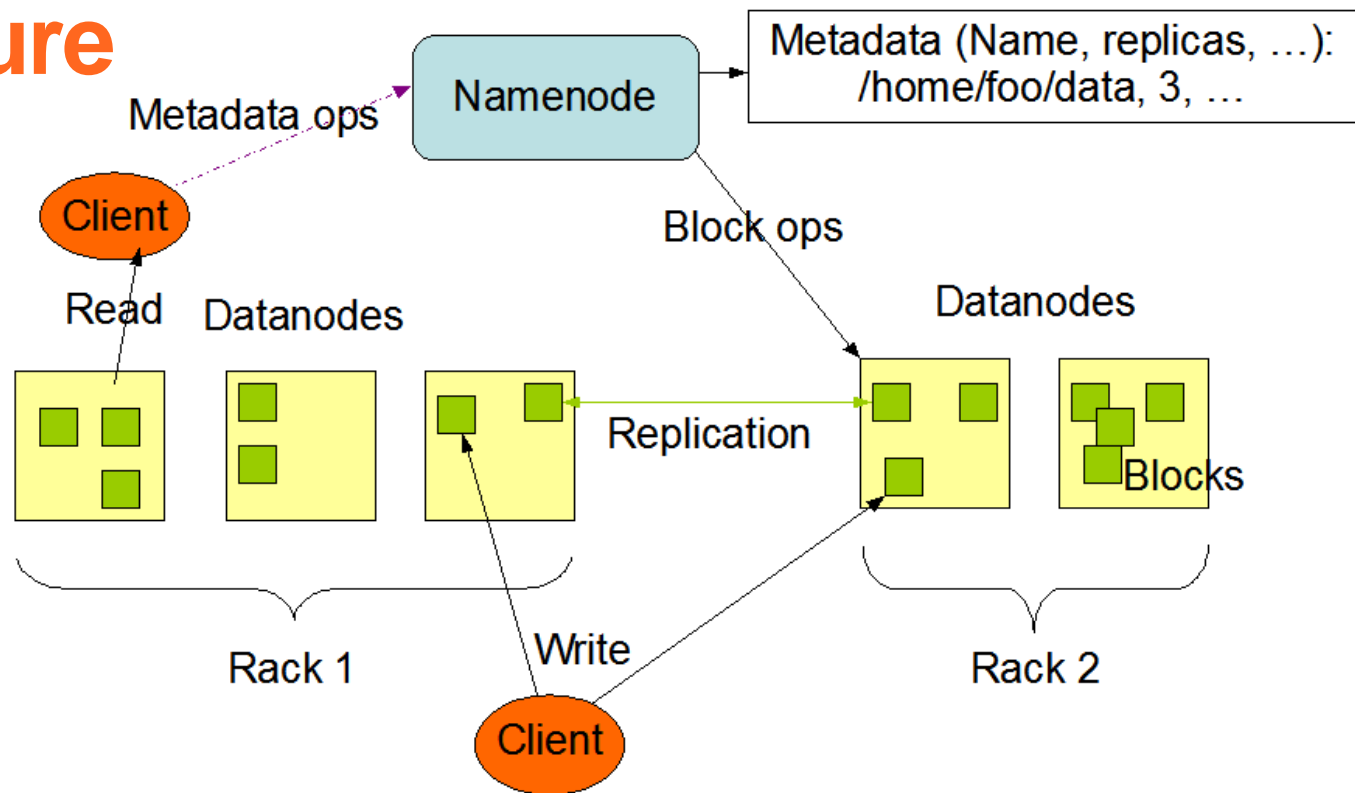 ure
Metadata (Name, replicas, …):
/home/foo/data, 3, …
Namenode
Metadata ops
Client
Block ops
Read
Datanodes
Datanodes
Replication
Blocks
Rack 1
Write
Rack 2
Client